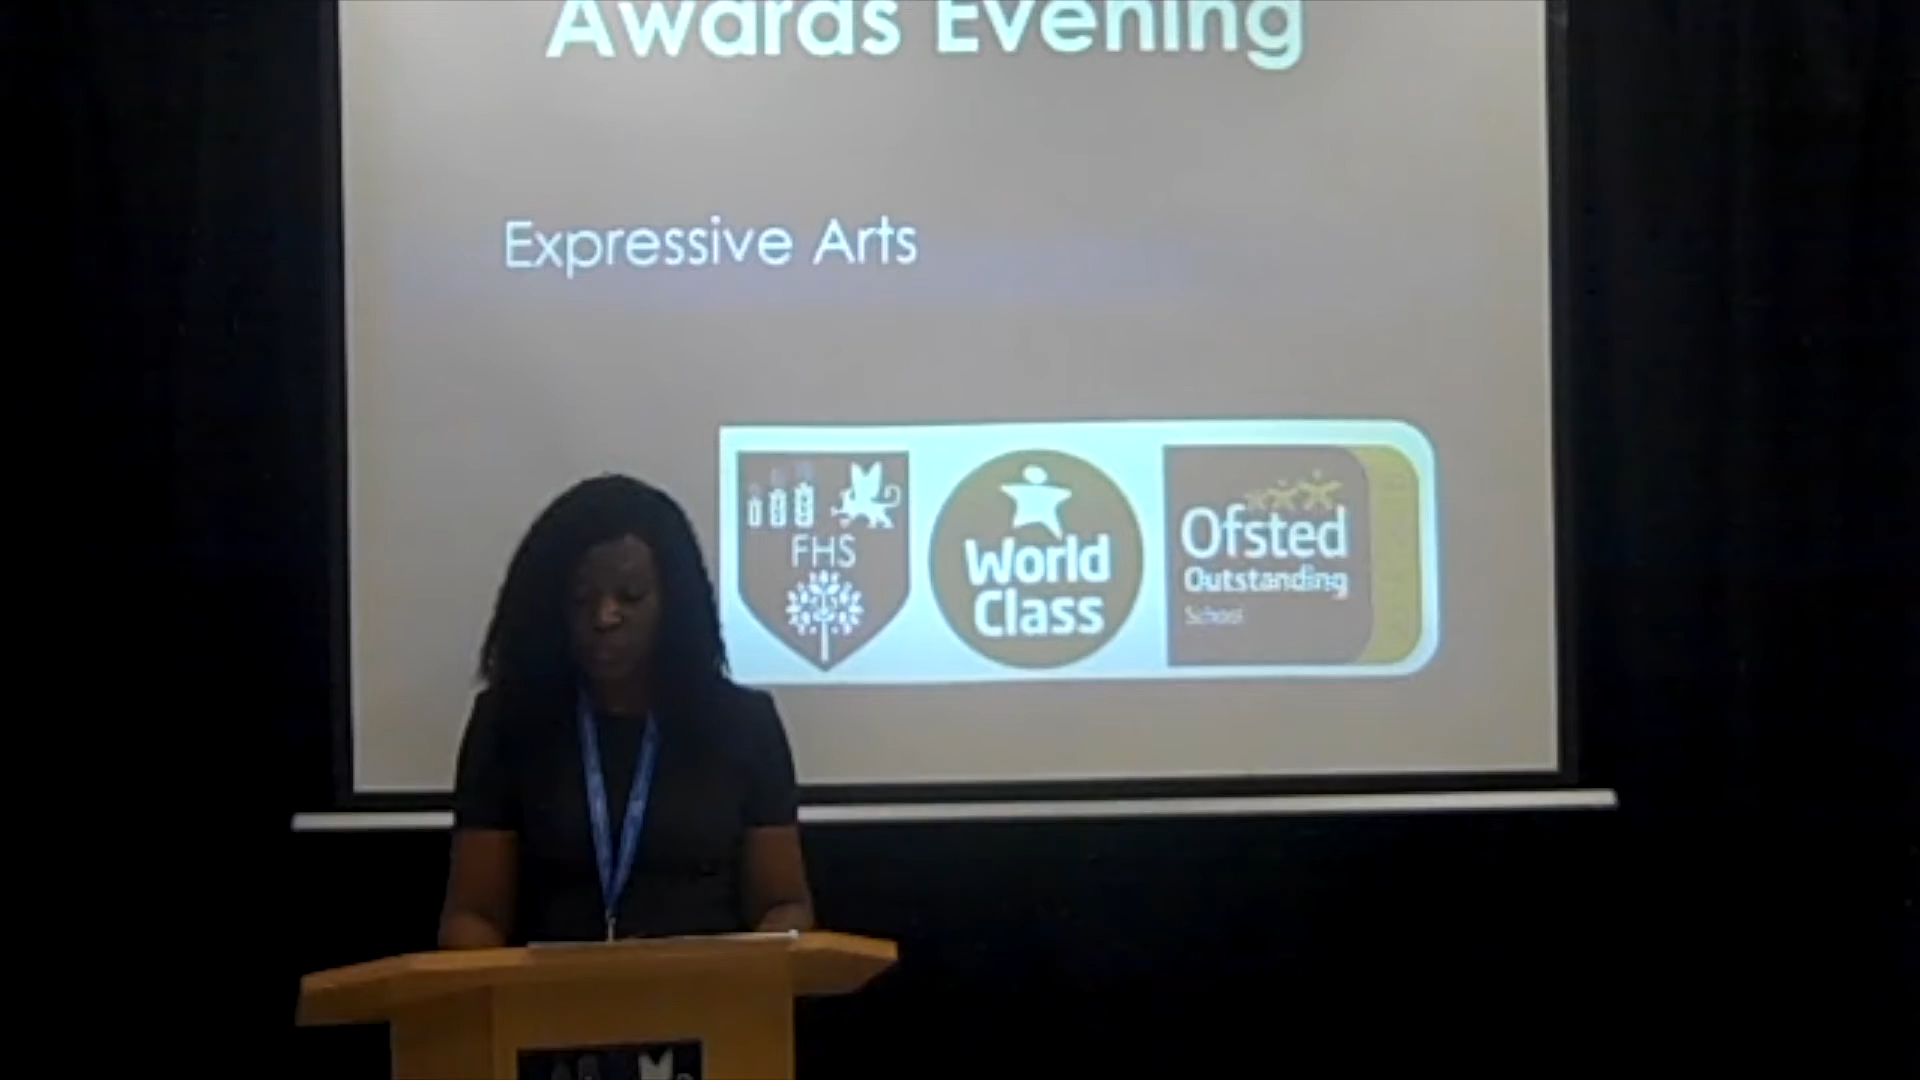 Awards Evening
Expressive Arts
FHS
World
Class
Ofsted
Outstanding
School